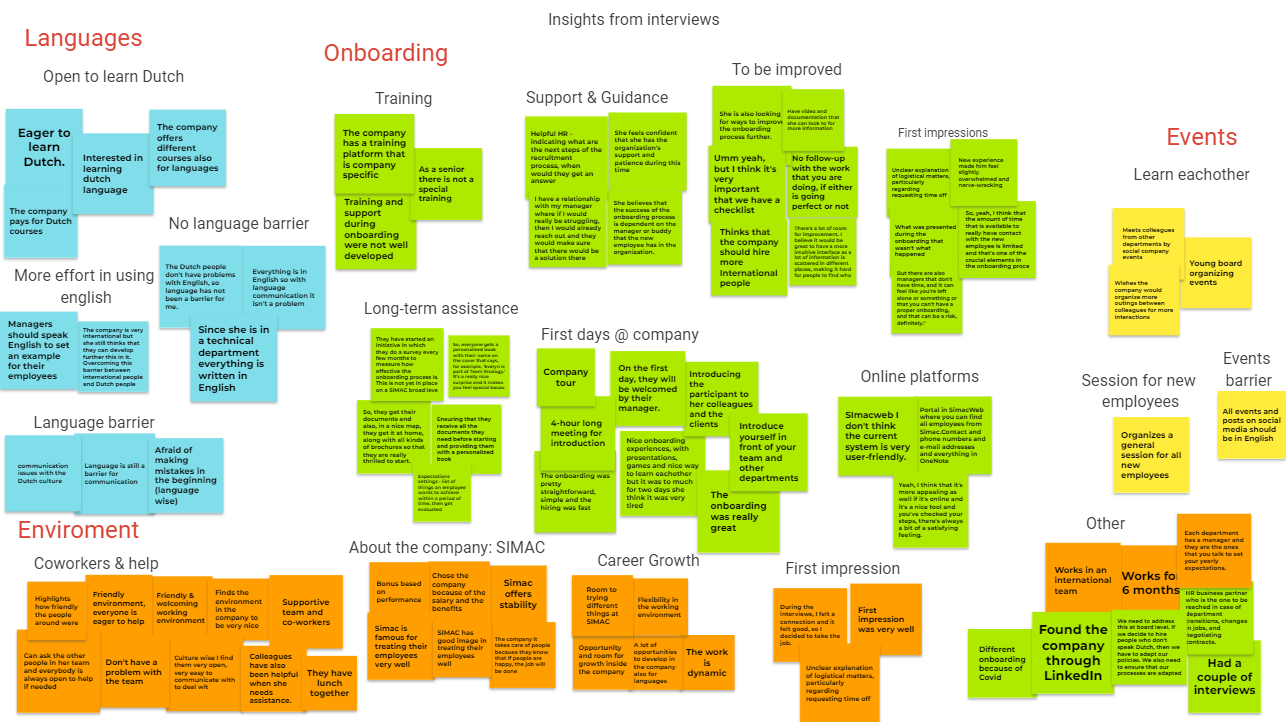 Insights from interviews
Languages
Open to learn Dutch
Eager to
learn
Dutch.
Interested in
learning
dutch
language
The company
offers
different
courses also
for languages
The company
pays for Dutch
courses
No language barrier
The Dutch people
don't have problems
with English, so
language has not
been a barrier for
me.
Everything is in
English so with
language
communication it
isn't a problem
Since she is in
a technical
department
everything is
written in
English
More effort in using
english
Managers
should speak
English to set
an example
for their
employees
The company is very
international but
she still thinks that
they can develop
further this in it.
Overcoming this
barrier between
international people
and Dutch people
Language barrier
communication
issues with the
Dutch culture
Language is still a
barrier for
communication
Afraid of
making
mistakes in
the beginning
(language
wise)
Onboarding
Training
The company
has a training
platform that
is company
specific
As a senior
there is not a
special
training
Training and
support
during
onboarding
were not well
developed
Support & Guidance
Helpful HR -
indicating what are
the next steps of the
recruitment
process, when
would they get an
answer
She feels confident
that she has the
organization's
support and
patience during this
time
I have a relationship
with my manager
where if I would
really be struggling,
then I would already
reach out and they
would make sure
that there would be
a solution there
She believes that
the success of the
onboarding process
is dependent on the
manager or buddy
that the new
employee has in the
organization.
To be improved
She is also looking
for ways to improve
the onboarding
process further.
Have video and
documentation that
she can look to for
more information
Umm yeah,
but I think it's
very
important
that we have a
checklist
No follow-up
with the work
that you are
doing, if either
is going
perfect or not
Thinks that
the company
should hire
more
International
people
There's a lot of
room for improvement. I
believe it would be
great to have a more
intuitive interface as a
lot of information is
scattered in different
places, making it hard
for people to find wha
First impressions
Unclear explanation
of logistical matters,
particularly
regarding
requesting time off
New experience
made him feel
slightly
overwhelmed and
nerve-wracking
What was presented
during the
onboarding that
wasn't what
happened
So, yeah, I think that
the amount of time
that is available to
really have contact
with the new
employee is limited
and that's one of the
crucial elements in
the onboarding proce
But there are also
managers that don't
have time, and it can
feel like you're left
alone or something or
that you can't have a
proper onboarding,
and that can be a risk,
definitely."
Long-term assistance
They have started an
initiative in which
they do a survey every
few months to
measure how
effective the
onboarding process is.
This is not yet in place
on a SIMAC broad leve
So, everyone gets a
personalized book
with their name on
the cover that says,
So, they get their
documents and
also, in a nice map,
they get it at home,
along with all kinds
of brochures so that
they are really
thrilled to start.
Ensuring that they
receive all the
documents they
need before starting
and providing them
with a personalized
book
Expectations
settings - list of
things an employee
wants to achieve
within a period of
time, then get
evaluated
First days @ company
Company
tour
On the first
day, they will
be welcomed
by their
manager.
Introducing
the
participant to
her colleagues
and the
clients
4-hour long
meeting for
introduction
Nice onboarding
experiences, with
presentations,
games and nice way
to learn eachother
but it was to much
for two days she
think it was very
tired
Introduce
yourself in
front of your
team and
other
departments
The onboarding was
pretty
straightforward,
simple and the
hiring was fast
The
onboarding
was really
great
Online platforms
SImacweb I
don't think
the current
system is very
user-friendly.
Portal in SimacWeb
where you can find
all employees from
Simac.Contact and
phone numbers and
e-mail addresses
and everything in
OneNote
Yeah, I think that it's
more appealing as
well if it's online and
it's a nice tool and
you've checked your
steps, there's always
a bit of a satisfying
feeling.
Events
Learn eachother
Meets colleagues
from other
departments by
social company
events
Young board
organizing
events
Wishes the
company would
organize more
outings between
colleagues for more
interactions
Session for new
employees
Organizes a
general
session for all
new
employees
Events
barrier
All events and
posts on social
media should
be in English
Enviroment
Coworkers & help
Highlights
how friendly
the people
around were
Friendly
environment,
everyone is
eager to help
Friendly &
welcoming
working
environment
Finds the
environment
in the
company to
be very nice
Supportive
team and
co-workers
Can ask the other
people in her team
and everybody is
always open to help
if needed
Don't have a
problem with
the team
Culture wise I find
them very open,
very easy to
communicate with
to deal wit
Colleagues
have also
been helpful
when she
needs
assistance.
They have
lunch
together
About the company: SIMAC
Bonus based
on
performance
Chose the
company
because of the
salary and the
benefits
Simac
offers
stability
Simac is
famous for
treating their
employees
very well
SIMAC has
good image in
treating their
employees
well
The company it
takes care of people
because they know
that if people are
happy, the job will
be done
Career Growth
Room to
trying
different
things at
SIMAC
Flexibility in
the working
environment
Opportunity
and room for
growth inside
the company
A lot of
opportunities
to develop in
the company
also for
languages
The work
is
dynamic
First impression
During the
interviews, I felt a
connection and it
felt good, so I
decided to take the
job.
First
impression
was very well
Unclear explanation
of logistical matters,
particularly
regarding
requesting time off
Other
Works in an
international
team
Works fo
6 months
Each department
has a manager and
they are the ones
that you talk to set
your yearly
expectations.
Different
onboarding
because of
Covid
Found the
company
through
LinkedIn
We need to address
this at board level. If
we decide to hire
people who don't
speak Dutch, then we
have to adapt our
policies. We also need
to ensure that our
processes are adapted
HR business partner
who is the one to be
reached in case of
department
transitions, changes
in jobs, and
negotiating
contracts.
Had a
couple of
interviews